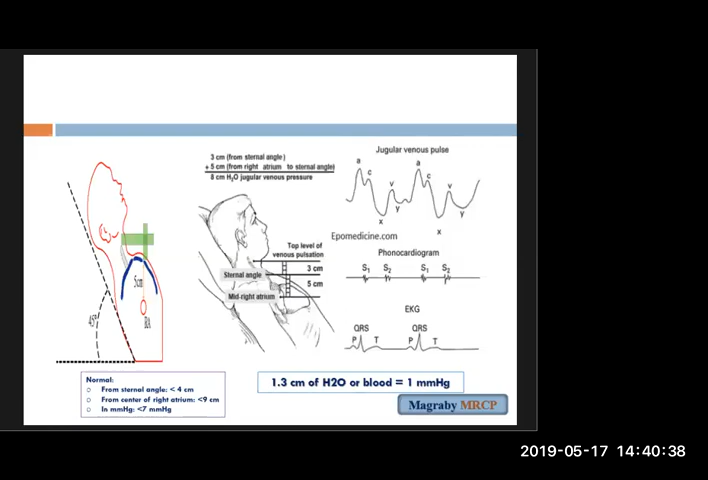 3 cm (from sternal angle)
+ 5 cm (from right atrium to sternal angle)
8 cm H2O jugular venous pressure
Jugular venous pulse
a
c
v
y
x
a
c
v
y
x
Epomedicine.com
Top level of
venous pulsation
Sternal angle
3 cm
5 cm
Mid-right atrium
Phonocardiogram
S1 S2 S1 S2
EKG
QRS QRS
P T P T
5cm
RA
45°
Normal:
From sternal angle: < 4 cm
From center of right atrium: <9 cm
In mmHg: <7 mmHg
1.3 cm of H2O or blood = 1 mmHg
Magraby MRCP
2019-05-17 14:40:38